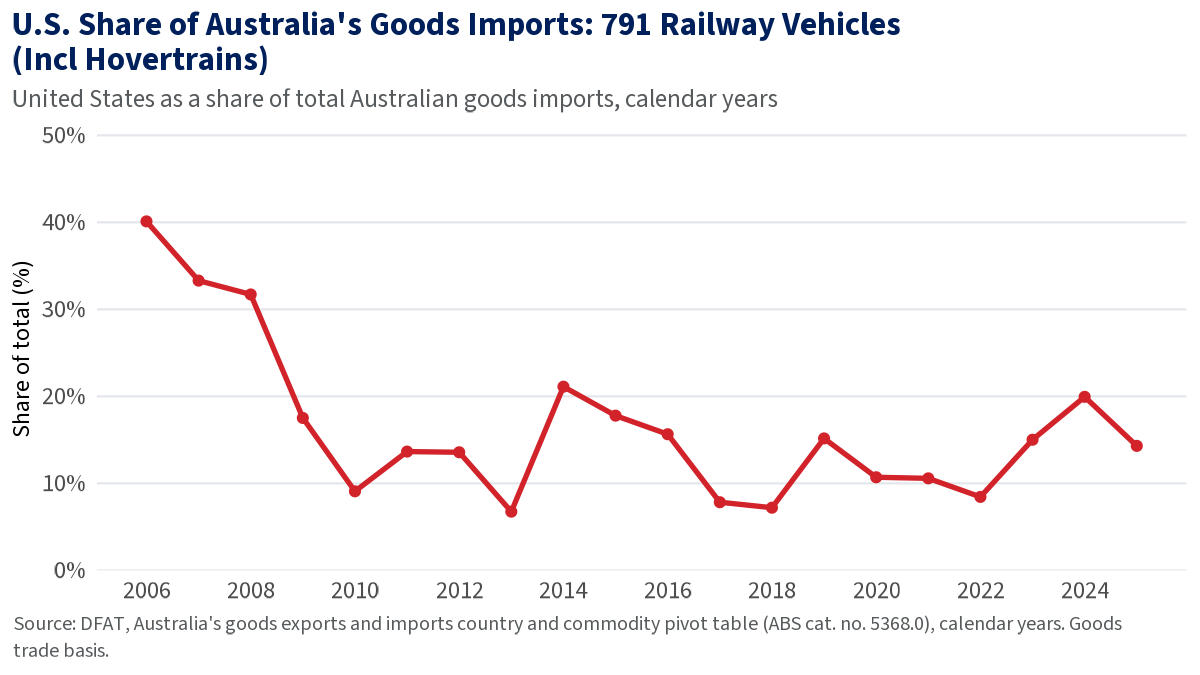 U.S. Share of Australia's Goods Imports: 791 Railway Vehicles
(Incl Hovertrains)
United States as a share of total Australian goods imports, calendar years
Share of total (%)
50%
40%
30%
20%
10%
0%
2006 2008 2010 2012 2014 2016 2018 2020 2022 2024
Source: DFAT, Australia's goods exports and imports country and commodity pivot table (ABS cat. no. 5368.0), calendar years. Goods
trade basis.